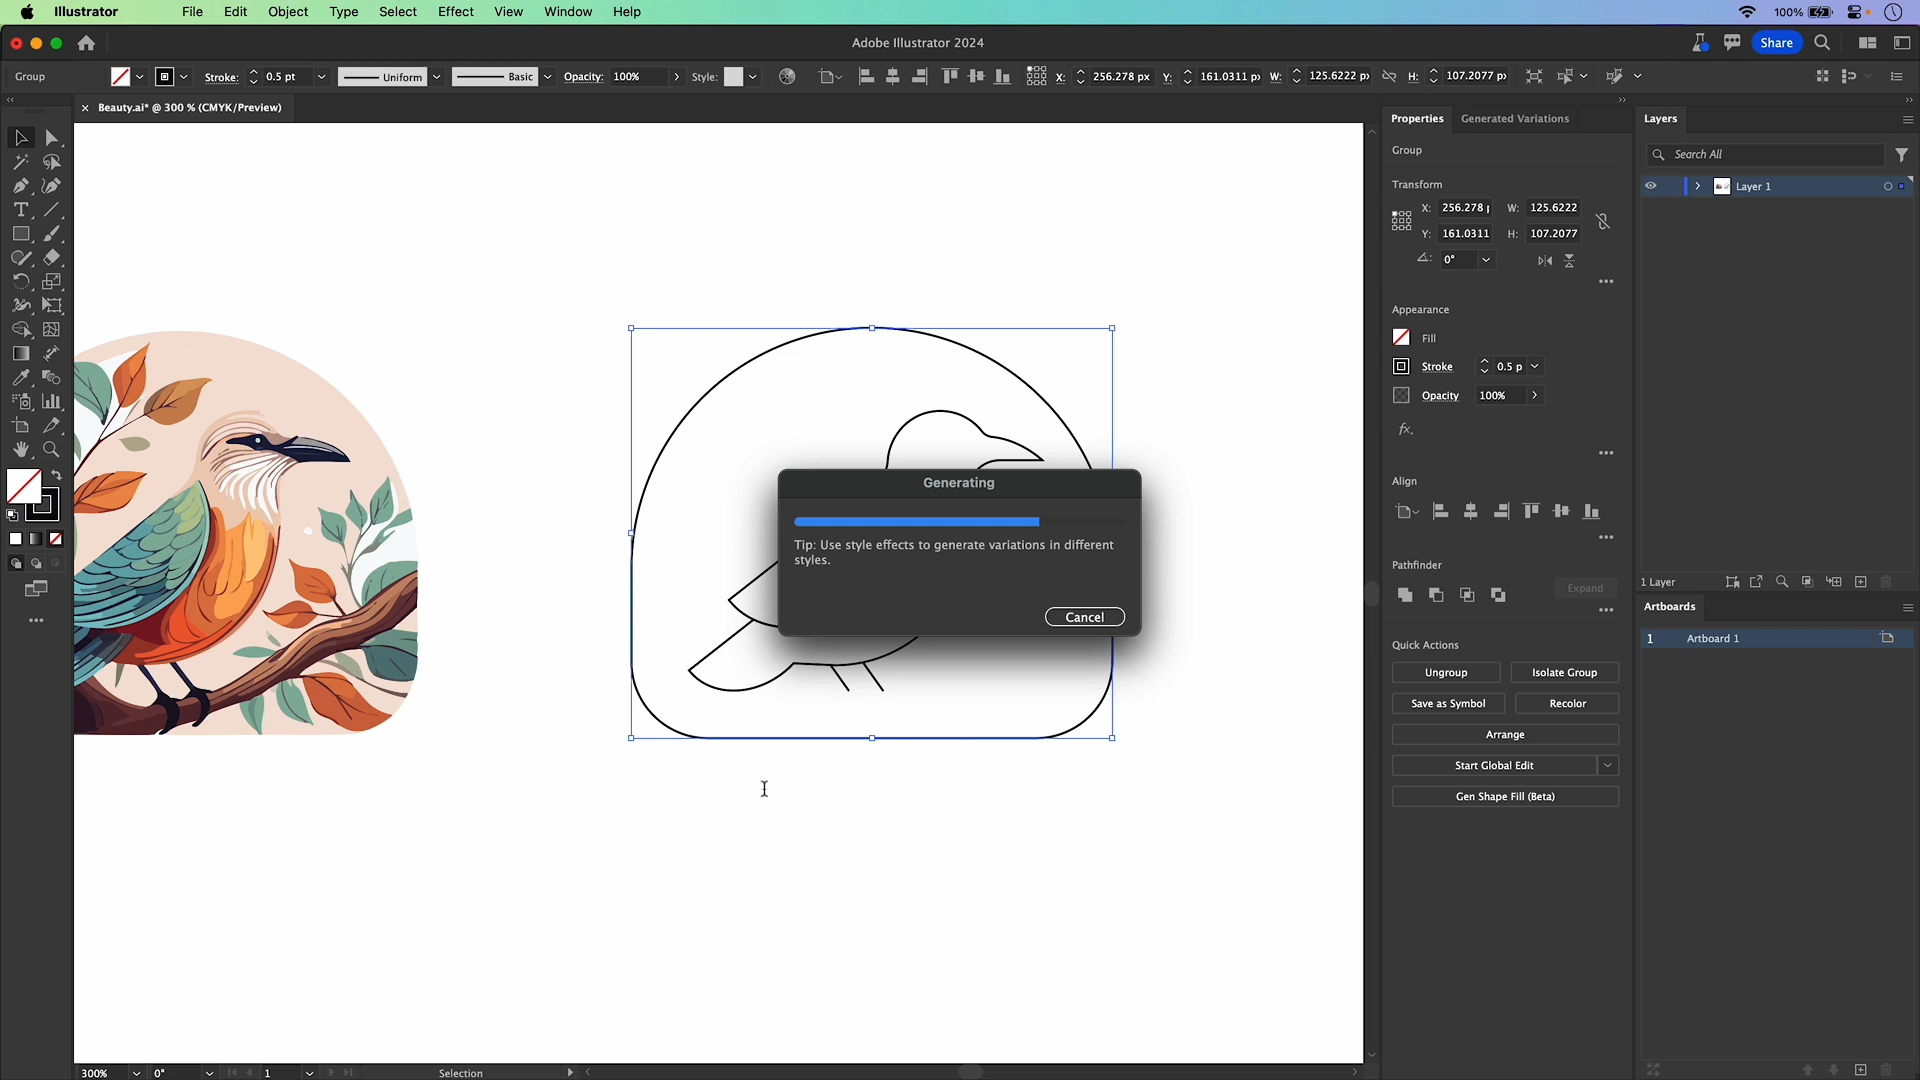 Illustrator File Edit Object Type Select Effect View Window Help 100%
Adobe Illustrator 2024 Share
Group Stroke: 0.5 pt Uniform Basic Opacity: 100% Style: X: 256.278 px Y: 161.0311 px W: 125.6222 px H: 107.2077 px
Beauty.ai* @ 300 % (CMYK/Preview)
Properties Generated Variations
Group
Transform
X: 256.278 W: 125.6222
Y: 161.0311 H: 107.2077
0°
Appearance
Fill
Stroke 0.5 p
Opacity 100%
fx.
Align
Pathfinder
Expand
Quick Actions
Ungroup Isolate Group
Save as Symbol Recolor
Arrange
Start Global Edit
Gen Shape Fill (Beta)
Layers
Search All
Layer 1
1 Layer
Artboards
1 Artboard 1
Generating
Tip: Use style effects to generate variations in different
styles.
Cancel
300% 0° 1 Selection